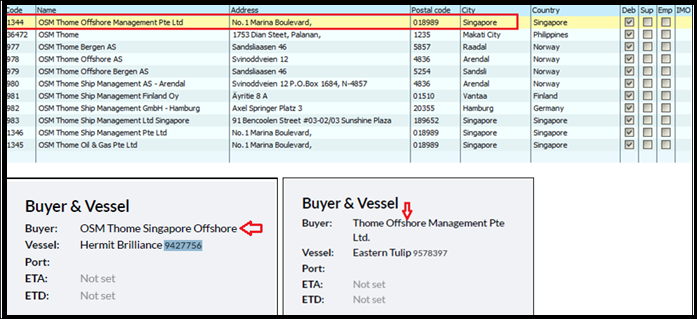 Code Name Address Postal code City Country Deb Sup Emp IMO
1344 OSM Thome Offshore Management Pte Ltd No.1 Marina Boulevard, 018989 Singapore Singapore
36472 OSM Thome 1753 Dian Street, Palanan, 1235 Makati City Philippines
977 OSM Thome Bergen AS Sandsliaasen 46 5857 Raadal Norway
978 OSM Thome Offshore AS Svinoddveien 12 4836 Arendal Norway
979 OSM Thome Offshore Bergen AS Sandsliaasen 46 5254 Sandsli Norway
980 OSM Thome Ship Management AS - Arendal Svinoddveien 12 P.O.Box 1684, N-4857 4836 Arendal Norway
981 OSM Thome Ship Management Finland Oy Äyritie 8 A 01510 Vantaa Finland
982 OSM Thome Ship Management GmbH - Hamburg Axel Springer Platz 3 20355 Hamburg Germany
983 OSM Thome Ship Management Ltd Singapore 91 Bencoolen Street #03-02/03 Sunshine Plaza 189652 Singapore Singapore
1346 OSM Thome Ship Management Pte Ltd No.1 Marina Boulevard, 018989 Singapore Singapore
1345 OSM Thome Oil & Gas Pte Ltd No.1 Marina Boulevard, 018989 Singapore Singapore
Buyer & Vessel
Buyer: OSM Thome Singapore Offshore
Vessel: Hermit Brilliance 9427756
Port:
ETA: Not set
ETD: Not set
Buyer & Vessel
Buyer: Thome Offshore Management Pte
Ltd.
Vessel: Eastern Tulip 9578397
Port:
ETA: Not set
ETD: Not set